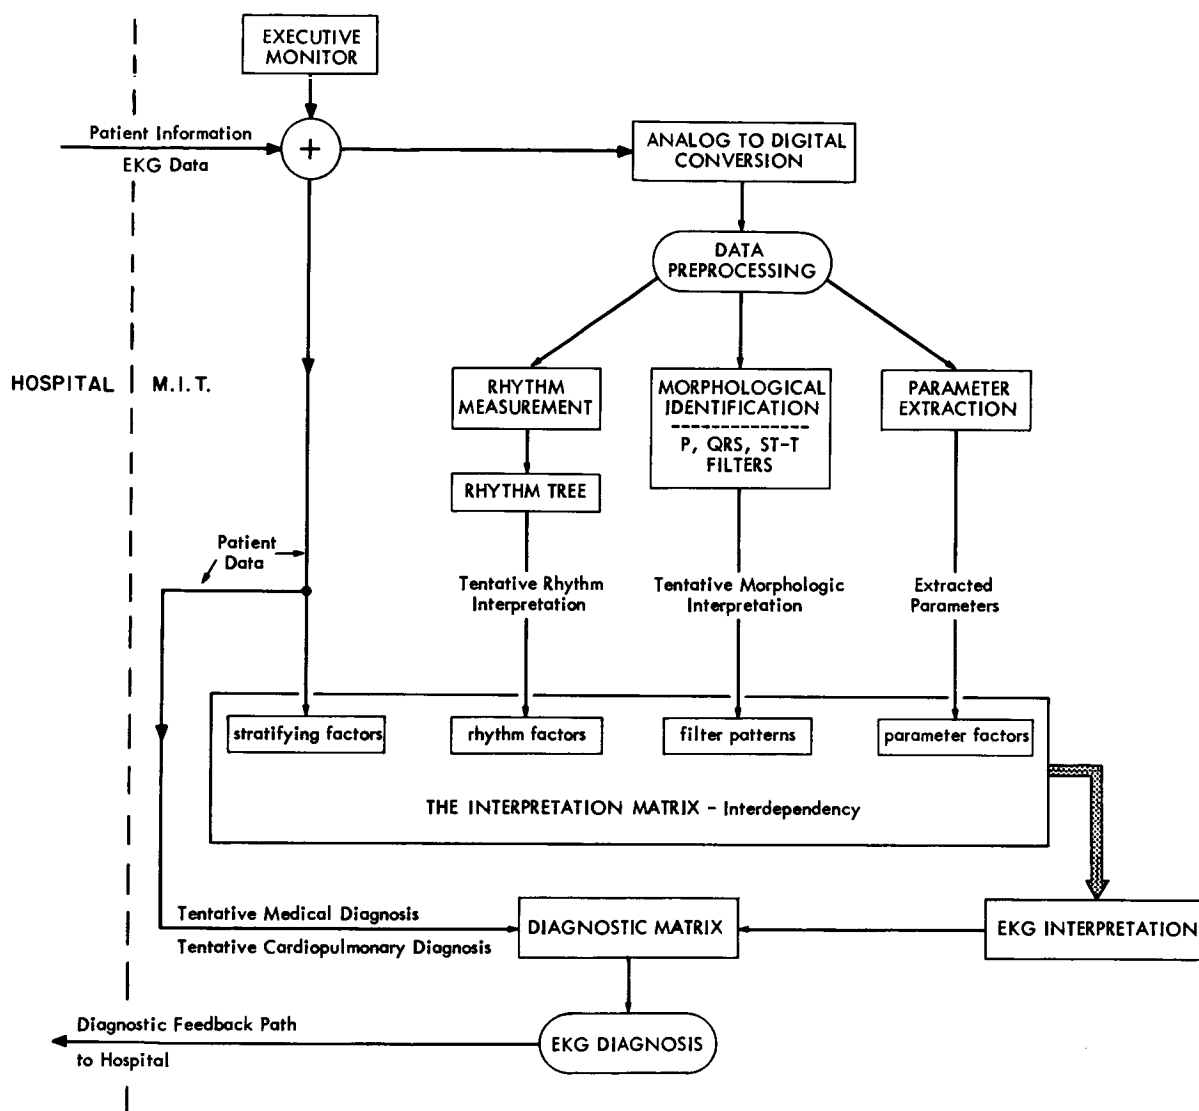 EXECUTIVE
MONITOR
Patient Information
EKG Data
+
ANALOG TO DIGITAL
CONVERSION
DATA
PREPROCESSING
HOSPITAL
M.I.T.
RHYTHM
MEASUREMENT
MORPHOLOGICAL
IDENTIFICATION
P, QRS, ST-T
FILTERS
PARAMETER
EXTRACTION
RHYTHM TREE
Patient
Data
Tentative Rhythm
Interpretation
Tentative Morphologic
Interpretation
Extracted
Parameters
stratifying factors
rhythm factors
filter patterns
parameter factors
THE INTERPRETATION MATRIX - Interdependency
Tentative Medical Diagnosis
Tentative Cardiopulmonary Diagnosis
DIAGNOSTIC MATRIX
EKG INTERPRETATION
Diagnostic Feedback Path
to Hospital
EKG DIAGNOSIS